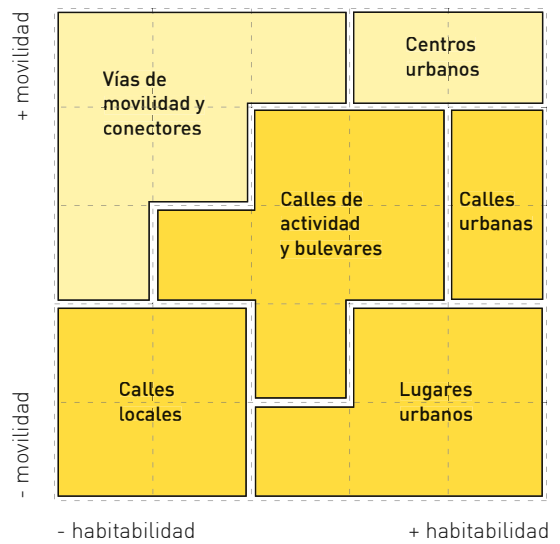 + movilidad
- movilidad
Vías de
movilidad y
conectores
Centros
urbanos
Calles de
actividad
y bulevares
Calles
urbanas
Calles
locales
Lugares
urbanos
- habitabilidad
+ habitabilidad